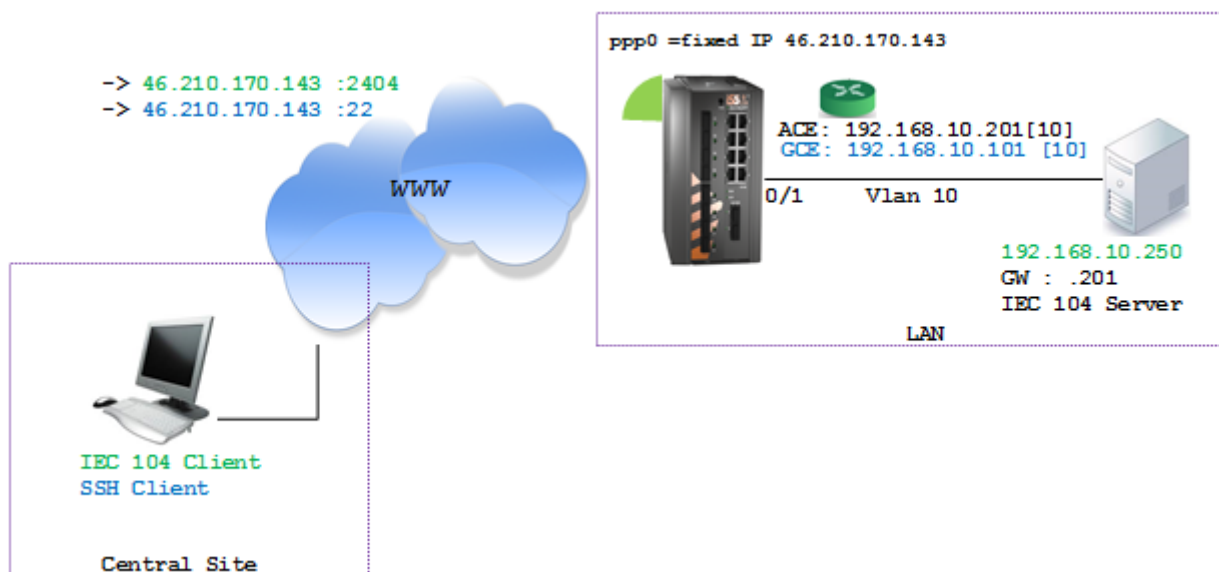 ppp0 =fixed IP 46.210.170.143
-> 46.210.170.143 :2404
-> 46.210.170.143 :22
WWW
ACE: 192.168.10.201[10]
GCE: 192.168.10.101 [10]
0/1 Vlan 10
192.168.10.250
GW : .201
IEC 104 Server
LAN
IEC 104 Client
SSH Client
Central Site